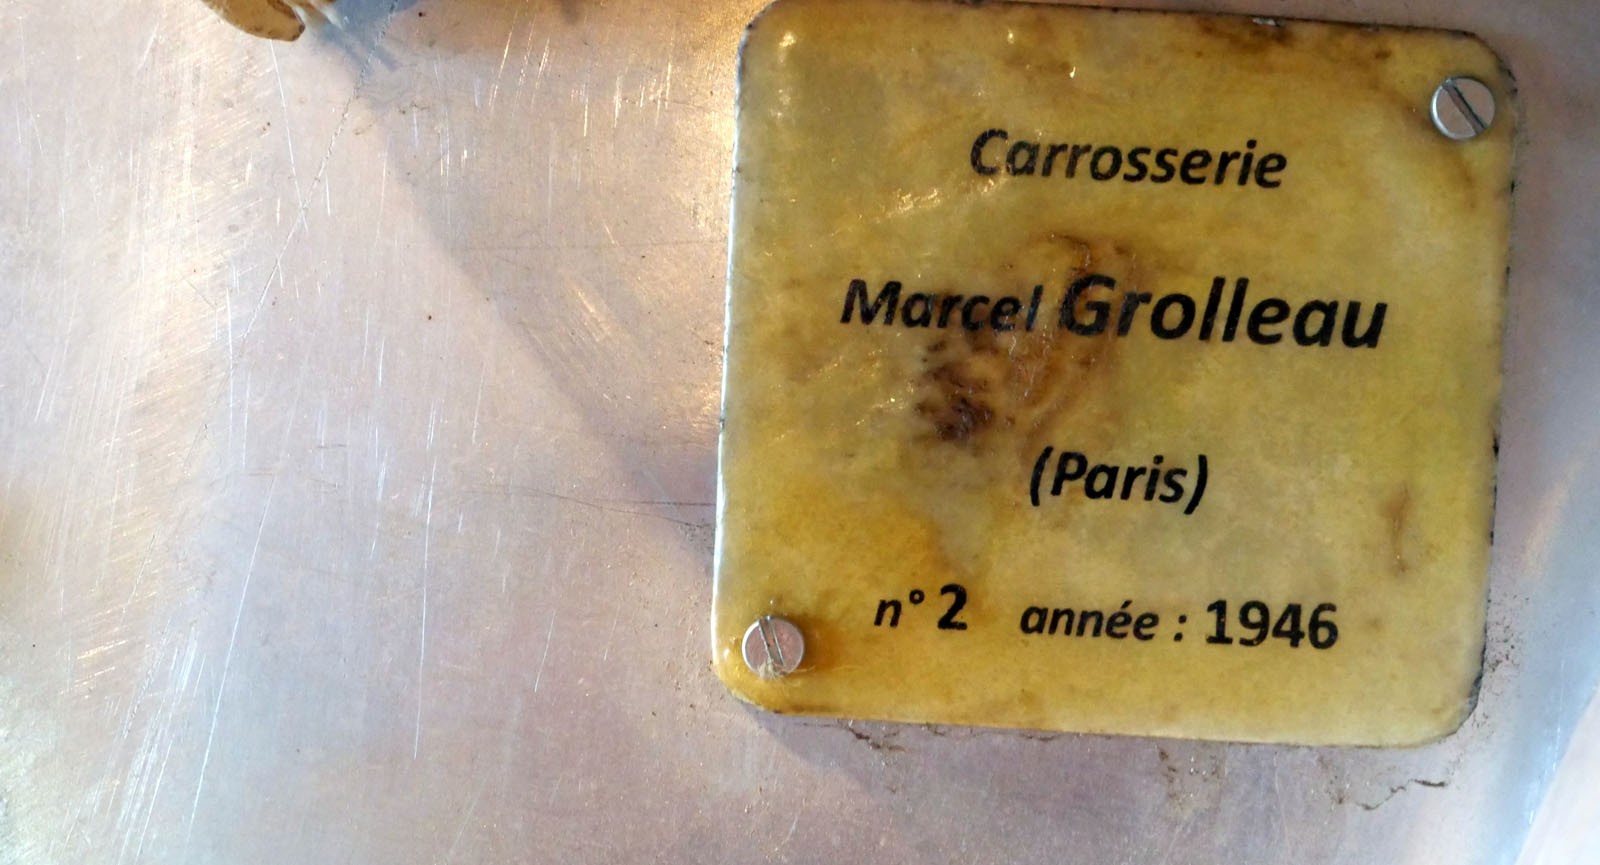 Carrosserie
Marcel Grolleau
(Paris)
n° 2 année : 1946